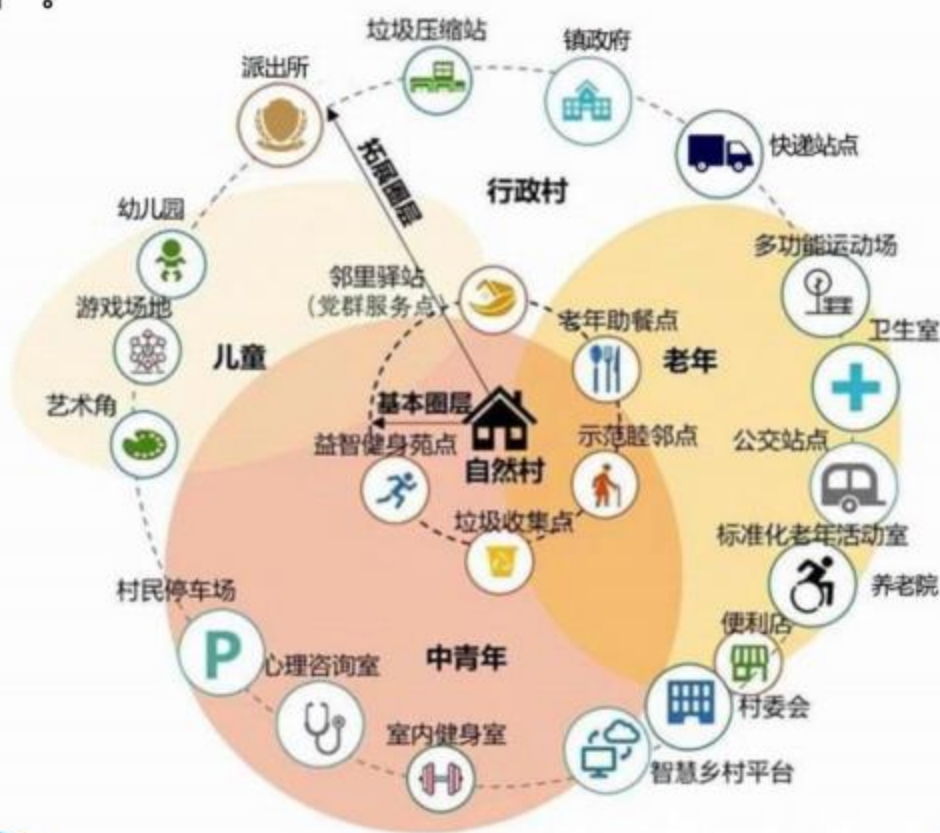 。
垃圾压缩站
镇政府
派出所
快递站点
拓展圈层
行政村
幼儿园
多功能运动场
邻里驿站
（党群服务点）
游戏场地
老年助餐点
卫生室
儿童
老年
基本圈层
艺术角
益智健身苑点
示范睦邻点
公交站点
自然村
垃圾收集点
标准化老年活动室
养老院
村民停车场
便利店
心理咨询室
中青年
村委会
室内健身室
智慧乡村平台
P